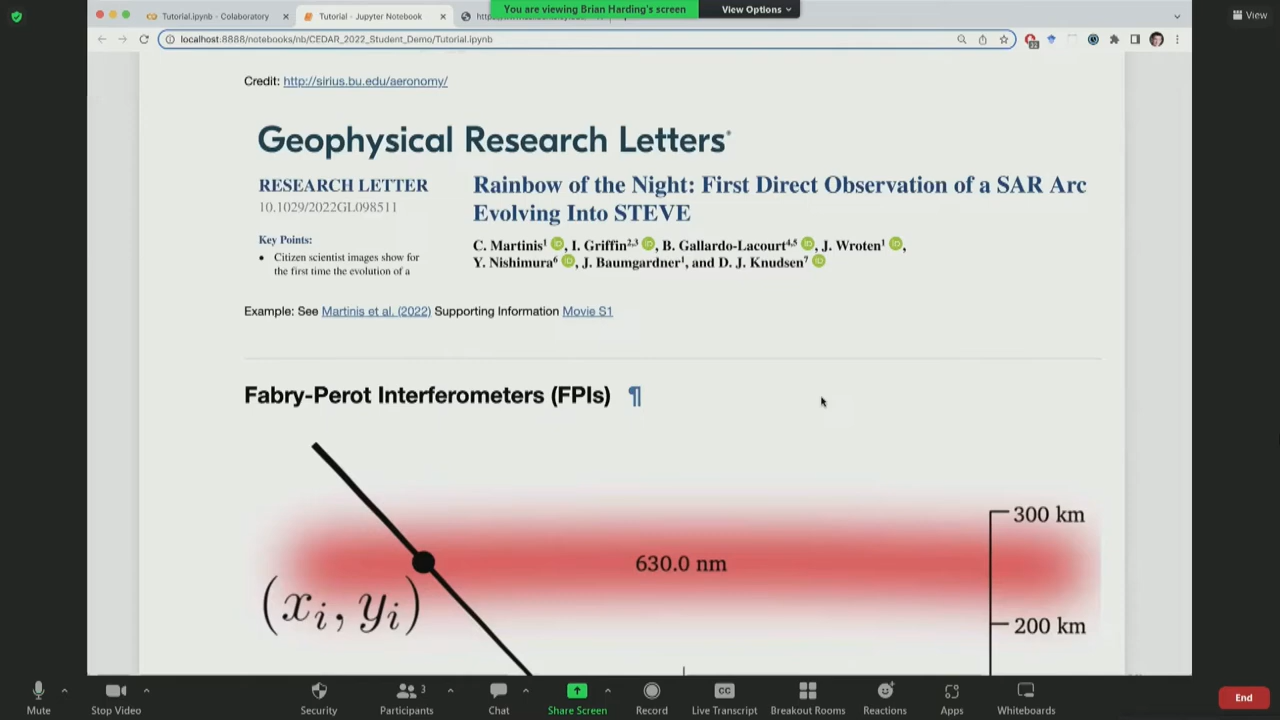 You are viewing Brian Harding's screen
View Options
View
Tutorial.ipynb - Colaboratory
Tutorial - Jupyter Notebook
localhost:8888/notebooks/nb/CEDAR_2022_Student_Demo/Tutorial.ipynb
Credit: http://sirius.bu.edu/aeronomy/
Geophysical Research Letters
RESEARCH LETTER
10.1029/2022GL098511
Key Points:
• Citizen scientist images show for
the first time the evolution of a
Rainbow of the Night: First Direct Observation of a SAR Arc
Evolving Into STEVE
C. Martinis1, I. Griffin2,3, B. Gallardo-Lacourt4,5, J. Wroten1,
Y. Nishimura6, J. Baumgardner1, and D. J. Knudsen7
Example: See Martinis et al. (2022) Supporting Information Movie S1
Fabry-Perot Interferometers (FPIs) ¶
300 km
630.0 nm
(xi, yi)
200 km
Mute
Stop Video
Security
Participants 3
Chat
Share Screen
Record
CC
Live Transcript
Breakout Rooms
Reactions
Apps
Whiteboards
End